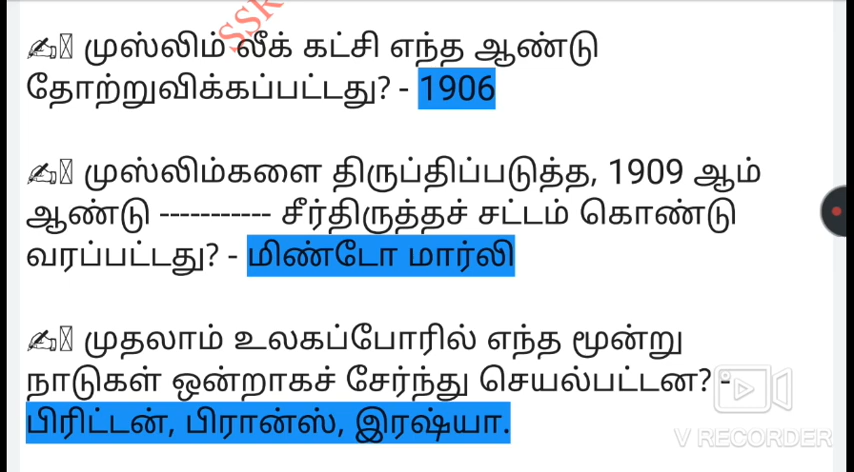 SSR
✍ முஸ்லிம் லீக் கட்சி எந்த ஆண்டு
தோற்றுவிக்கப்பட்டது? - 1906
✍ முஸ்லிம்களை திருப்திப்படுத்த, 1909 ஆம்
ஆண்டு ----------- சீர்திருத்தச் சட்டம் கொண்டு
வரப்பட்டது? - மிண்டோ மார்லி
✍ முதலாம் உலகப்போரில் எந்த மூன்று
நாடுகள் ஒன்றாகச் சேர்ந்து செயல்பட்டன? -
பிரிட்டன், பிரான்ஸ், இரஷ்யா.
V RECORDER